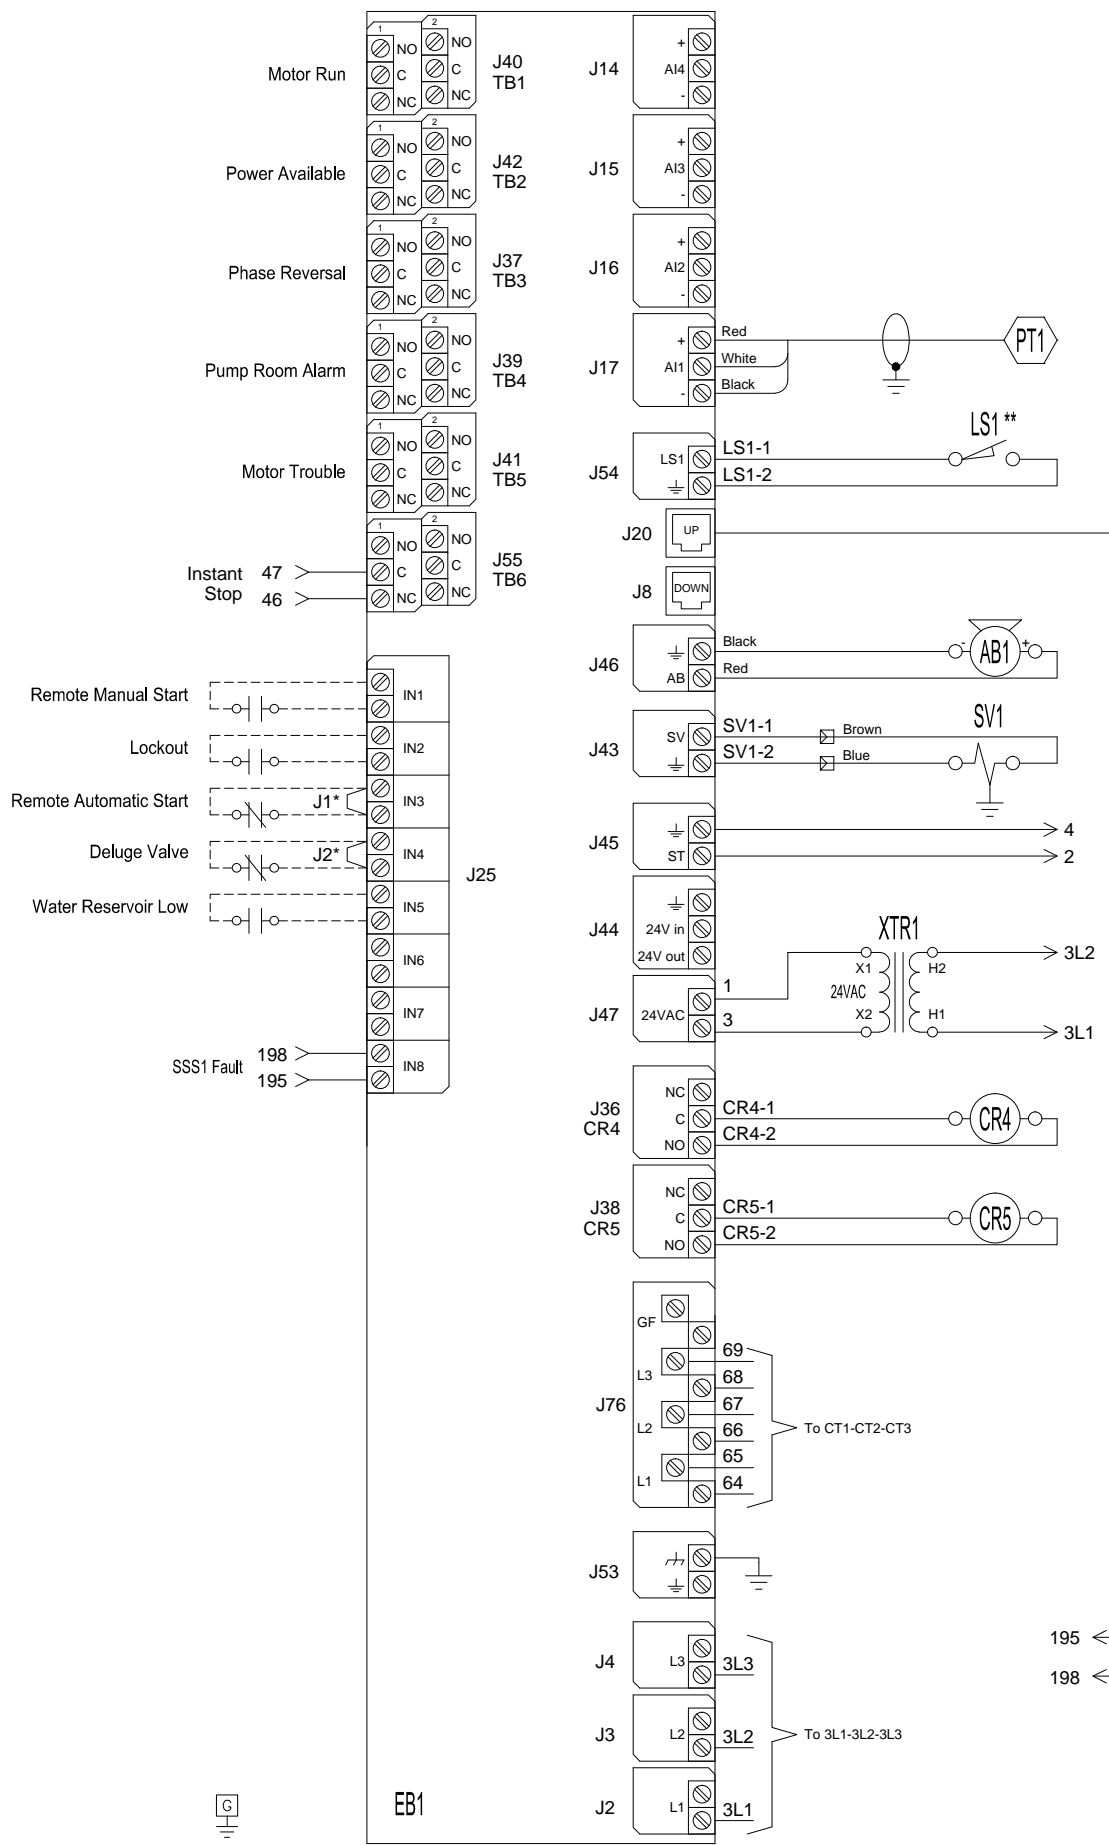 1 2
Motor Run NO NO
C C
NC NC
J40
TB1
1 2
Power Available NO NO
C C
NC NC
J42
TB2
1 2
Phase Reversal NO NO
C C
NC NC
J37
TB3
1 2
Pump Room Alarm NO NO
C C
NC NC
J39
TB4
1 2
Motor Trouble NO NO
C C
NC NC
J41
TB5
1 2
NO NO
C C
NC NC
J55
TB6
Instant
Stop
47
46
Remote Manual Start IN1
Lockout IN2
Remote Automatic Start J1* IN3
Deluge Valve J2* IN4
J25
Water Reservoir Low IN5
IN6
IN7
SSS1 Fault 198
195
IN8
J14 +
AI4
-
J15 +
AI3
-
J16 +
AI2
-
J17 + Red
AI1 White
- Black
PT1
J54 LS1 LS1-1
LS1-2
LS1 **
J20 UP
J8 DOWN
J46 Black
AB Red
- AB1 +
J43 SV SV1-1 Brown
SV1-2 Blue
SV1
J45 4
ST 2
J44 24V in
24V out
J47 24VAC 1
3
XTR1
X1 H2 3L2
24VAC
X2 H1 3L1
J36
CR4
NC
C CR4-1
NO CR4-2
CR4
J38
CR5
NC
C CR5-1
NO CR5-2
CR5
J76
GF
69
L3
68
67
L2
66
65
L1
64
To CT1-CT2-CT3
J53
J4 L3 3L3
J3 L2 3L2
To 3L1-3L2-3L3
J2 L1 3L1
195
198
G
EB1